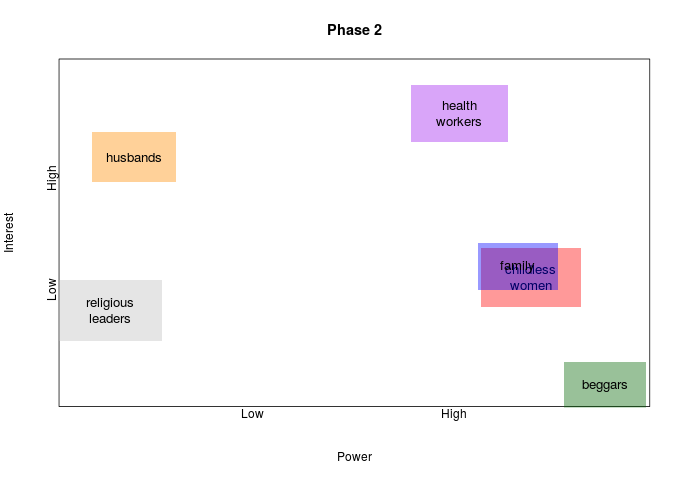 Phase 2
health
workers
husbands
High
Interest
family
childless
women
Low
religious
leaders
beggars
Low
High
Power